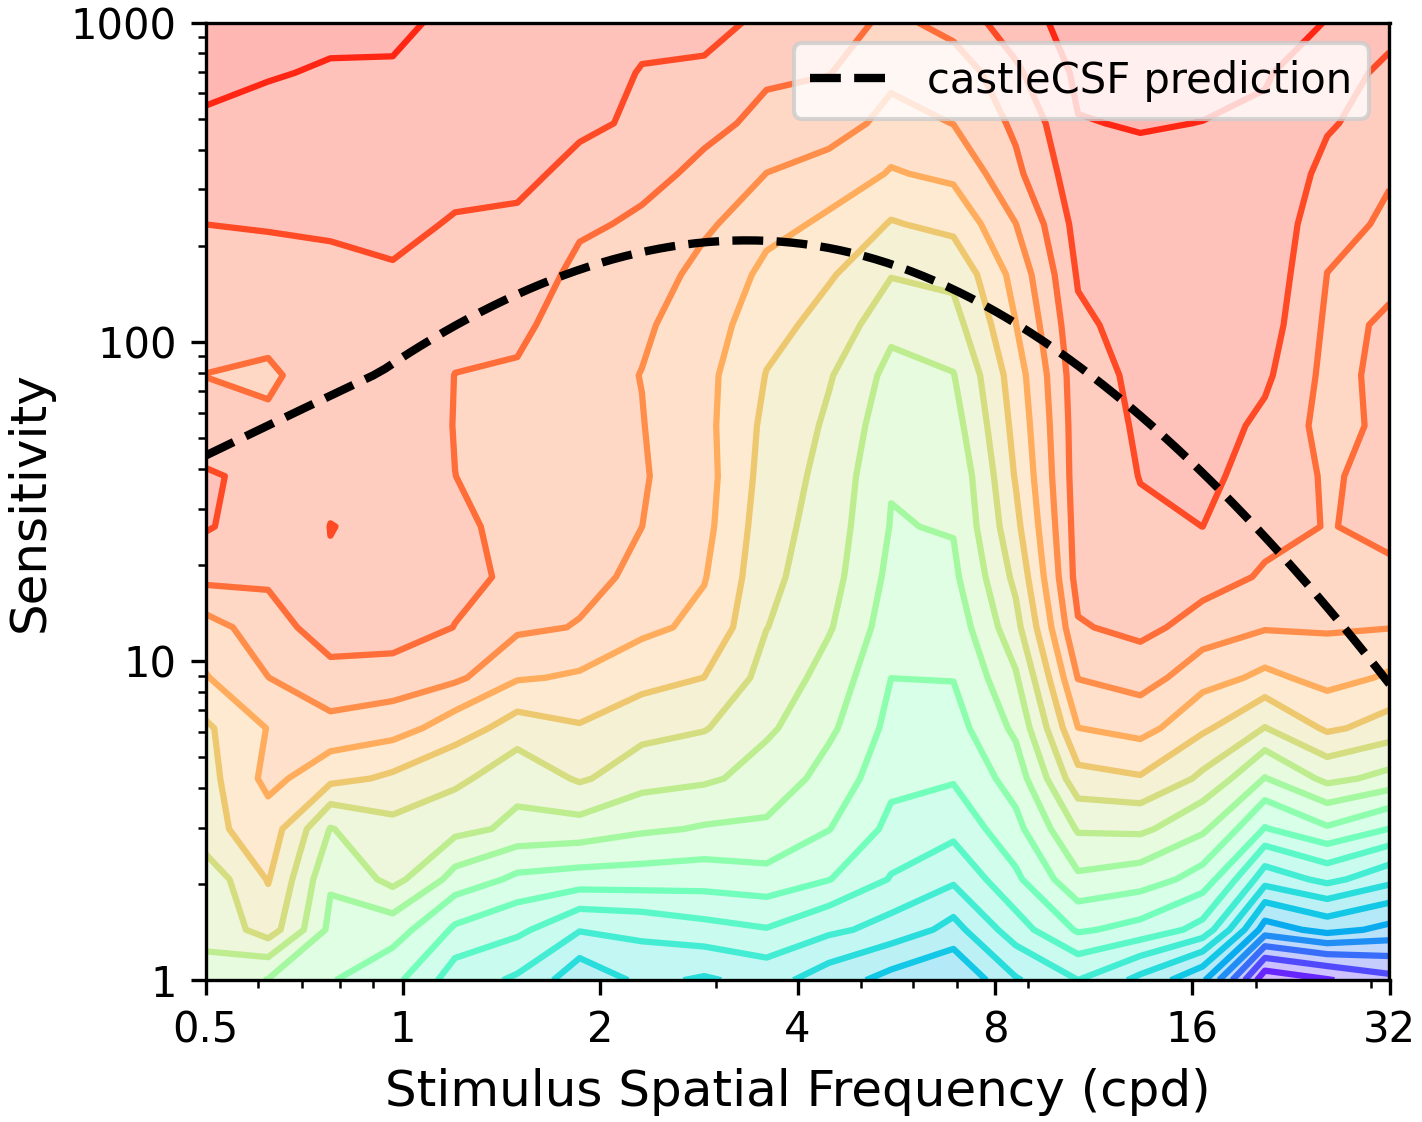 1000
100
10
1
Sensitivity
castleCSF prediction
0.5 1 2 4 8 16 32
Stimulus Spatial Frequency (cpd)